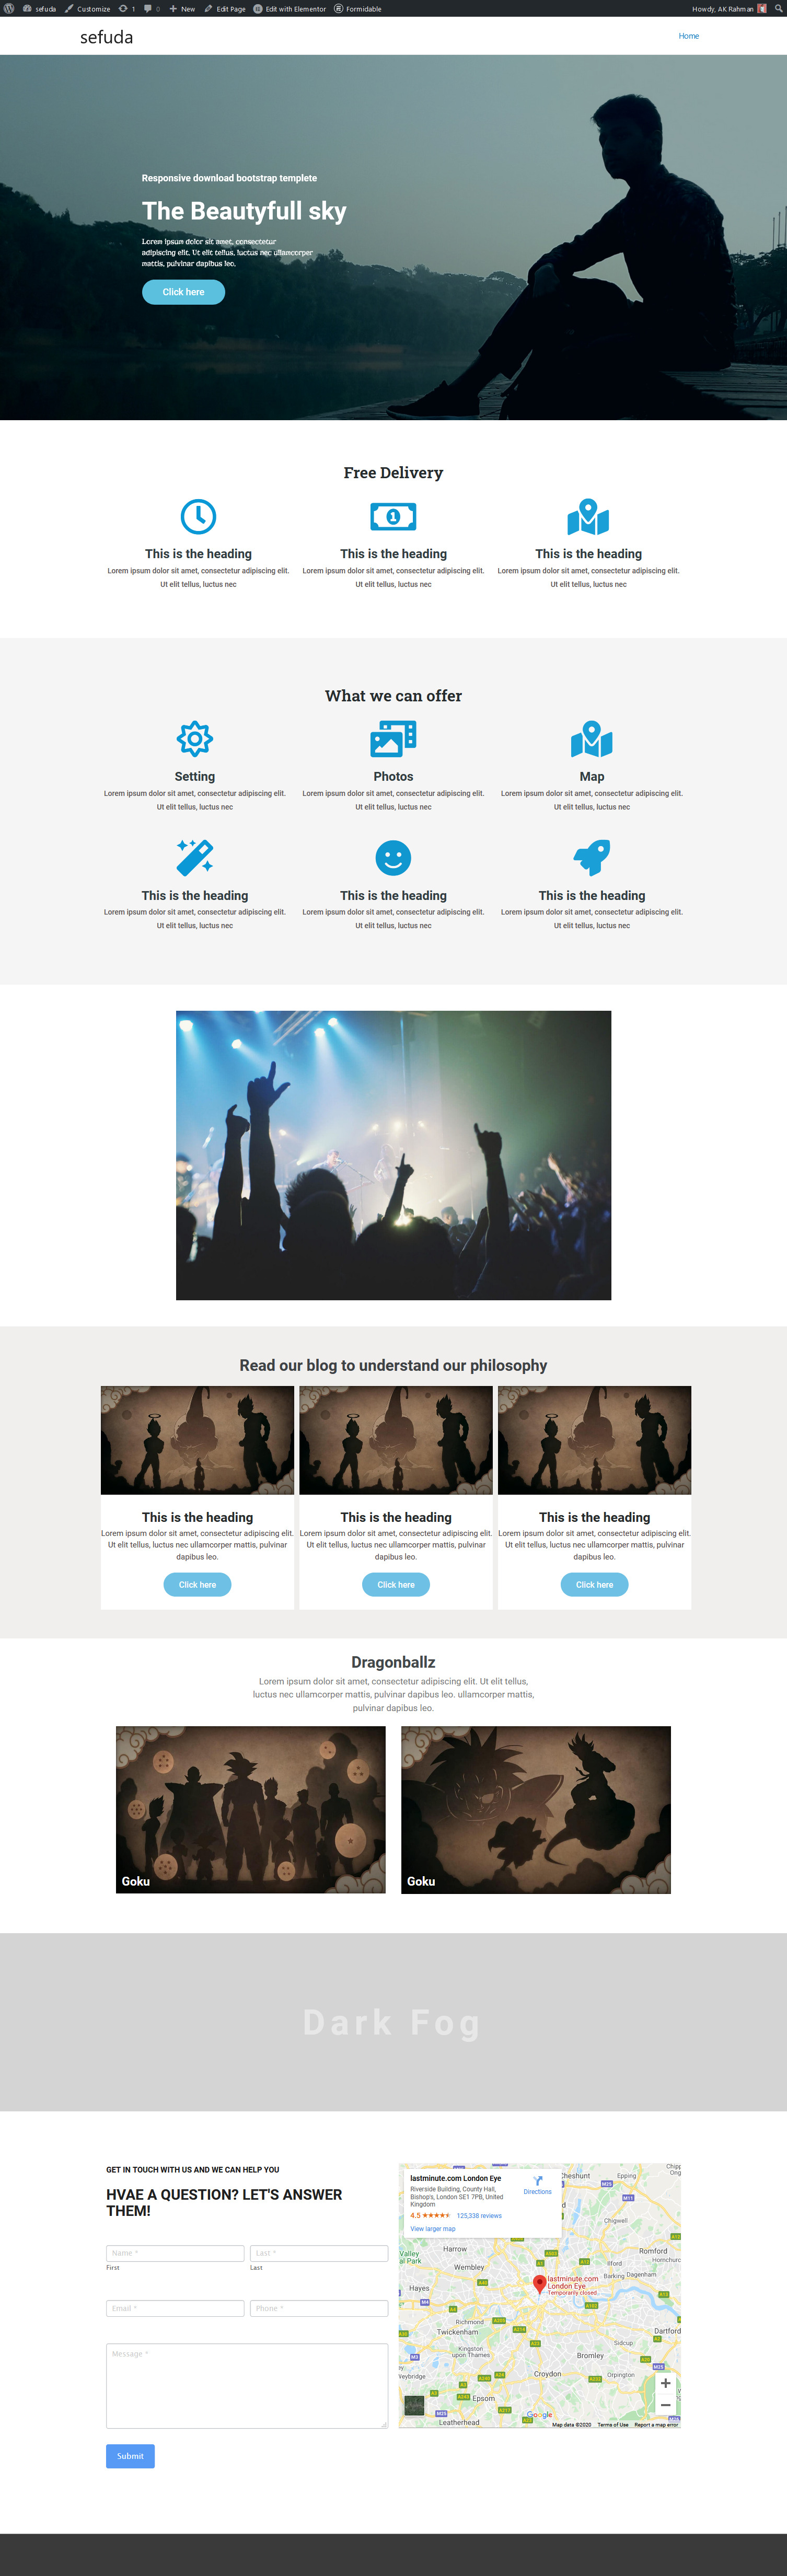 sefuda Customize 1 0 New Edit Page Edit with Elementor Formidable Howdy, AK Rahman
sefuda
Home
Responsive download bootstrap templete
The Beautyfull sky
Lorem ipsum dolor sit amet, consectetur
adipiscing elit. Ut elit tellus, luctus nec ullamcorper
mattis, pulvinar dapibus leo.
Click here
Free Delivery
This is the heading
Lorem ipsum dolor sit amet, consectetur adipiscing elit.
Ut elit tellus, luctus nec
This is the heading
Lorem ipsum dolor sit amet, consectetur adipiscing elit.
Ut elit tellus, luctus nec
This is the heading
Lorem ipsum dolor sit amet, consectetur adipiscing elit.
Ut elit tellus, luctus nec
What we can offer
Setting
Lorem ipsum dolor sit amet, consectetur adipiscing elit.
Ut elit tellus, luctus nec
Photos
Lorem ipsum dolor sit amet, consectetur adipiscing elit.
Ut elit tellus, luctus nec
Map
Lorem ipsum dolor sit amet, consectetur adipiscing elit.
Ut elit tellus, luctus nec
This is the heading
Lorem ipsum dolor sit amet, consectetur adipiscing elit.
Ut elit tellus, luctus nec
This is the heading
Lorem ipsum dolor sit amet, consectetur adipiscing elit.
Ut elit tellus, luctus nec
This is the heading
Lorem ipsum dolor sit amet, consectetur adipiscing elit.
Ut elit tellus, luctus nec
Read our blog to understand our philosophy
This is the heading
Lorem ipsum dolor sit amet, consectetur adipiscing elit.
Ut elit tellus, luctus nec ullamcorper mattis, pulvinar
dapibus leo.
Click here
This is the heading
Lorem ipsum dolor sit amet, consectetur adipiscing elit.
Ut elit tellus, luctus nec ullamcorper mattis, pulvinar
dapibus leo.
Click here
This is the heading
Lorem ipsum dolor sit amet, consectetur adipiscing elit.
Ut elit tellus, luctus nec ullamcorper mattis, pulvinar
dapibus leo.
Click here
Dragonballz
Lorem ipsum dolor sit amet, consectetur adipiscing elit. Ut elit tellus,
luctus nec ullamcorper mattis, pulvinar dapibus leo. ullamcorper mattis,
pulvinar dapibus leo.
Goku
Goku
Dark Fog
GET IN TOUCH WITH US AND WE CAN HELP YOU
HVAE A QUESTION? LET'S ANSWER
THEM!
Name *
Last *
First
Last
Email *
Phone *
Message *
Submit
lastminute.com London Eye
Riverside Building, County Hall,
Bishop's, London SE1 7PB, United
Kingdom
4.5 125,338 reviews
View larger map
Directions
Cheshunt
Epping
Chigwell
Harrow
Romford
Wembley
Ilford
Hornchurc
Barking
Dagenham
Hayes
lastminute.com
London Eye
Temporarily closed
Richmond
Twickenham
Dartford
Sidcup
Kingston
upon Thames
Bromley
Croydon
Orpington
Epsom
Leatherhead
Google
Map data ©2020 Terms of Use Report a map error